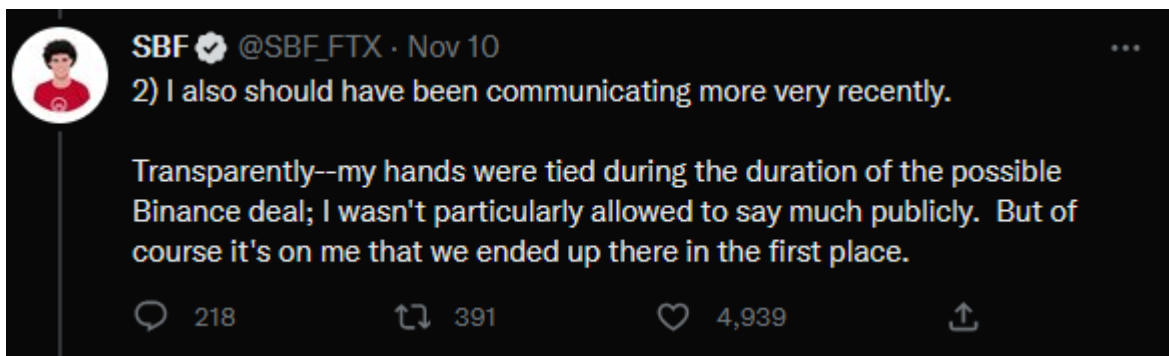 SBF @SBF_FTX · Nov 10
2) I also should have been communicating more very recently.
Transparently--my hands were tied during the duration of the possible
Binance deal; I wasn't particularly allowed to say much publicly.  But of
course it's on me that we ended up there in the first place.
218 391 4,939